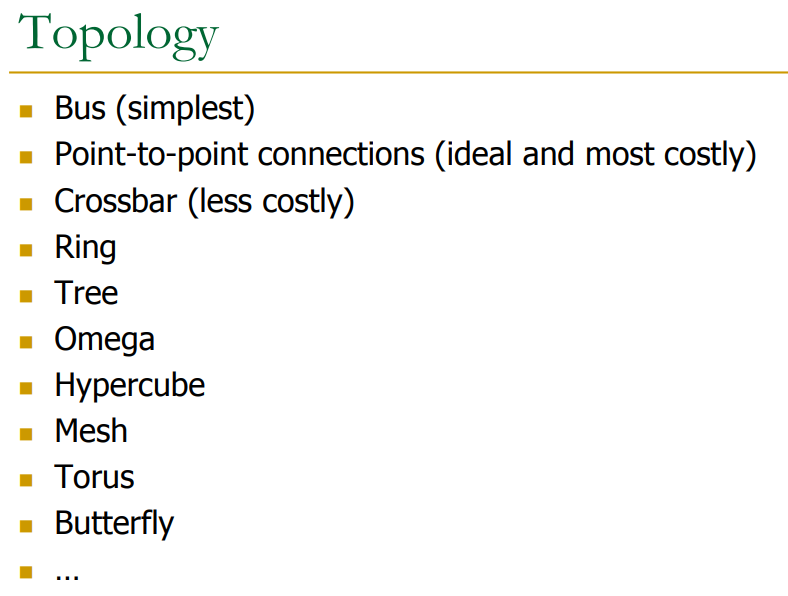 Topology
Bus (simplest)
Point-to-point connections (ideal and most costly)
Crossbar (less costly)
Ring
Tree
Omega
Hypercube
Mesh
Torus
Butterfly
…